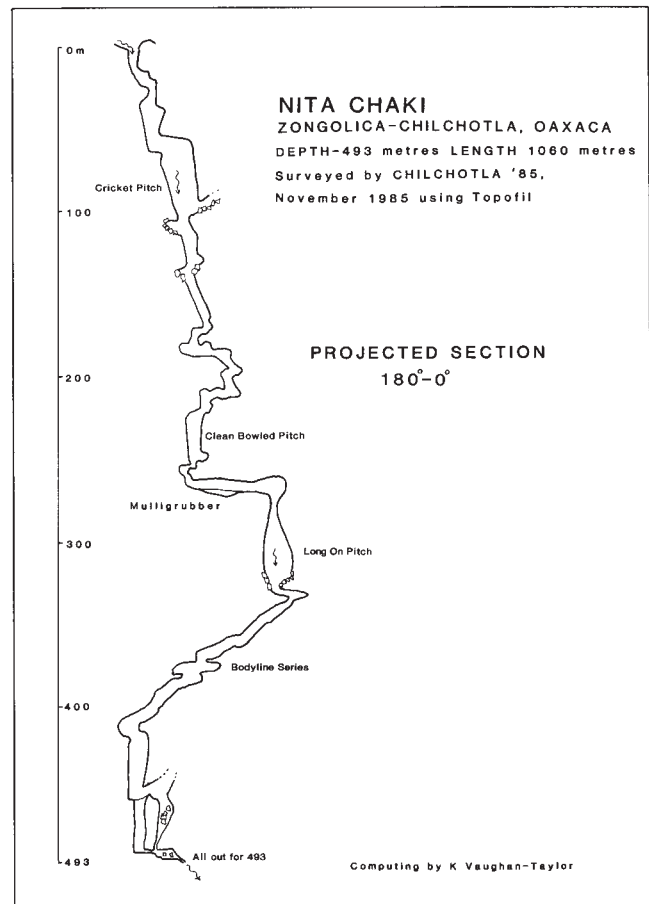 0m
NITA CHAKI
ZONGOLICA-CHILCHOTLA, OAXACA
DEPTH-493 metres LENGTH 1060 metres
Surveyed by CHILCHOTLA '85,
November 1985 using Topofil
Cricket Pitch
100
PROJECTED SECTION
180°-0°
200
Clean Bowled Pitch
Mulligrubber
300
Long On Pitch
Bodyline Series
400
All out for 493
493
Computing by K Vaughan-Taylor